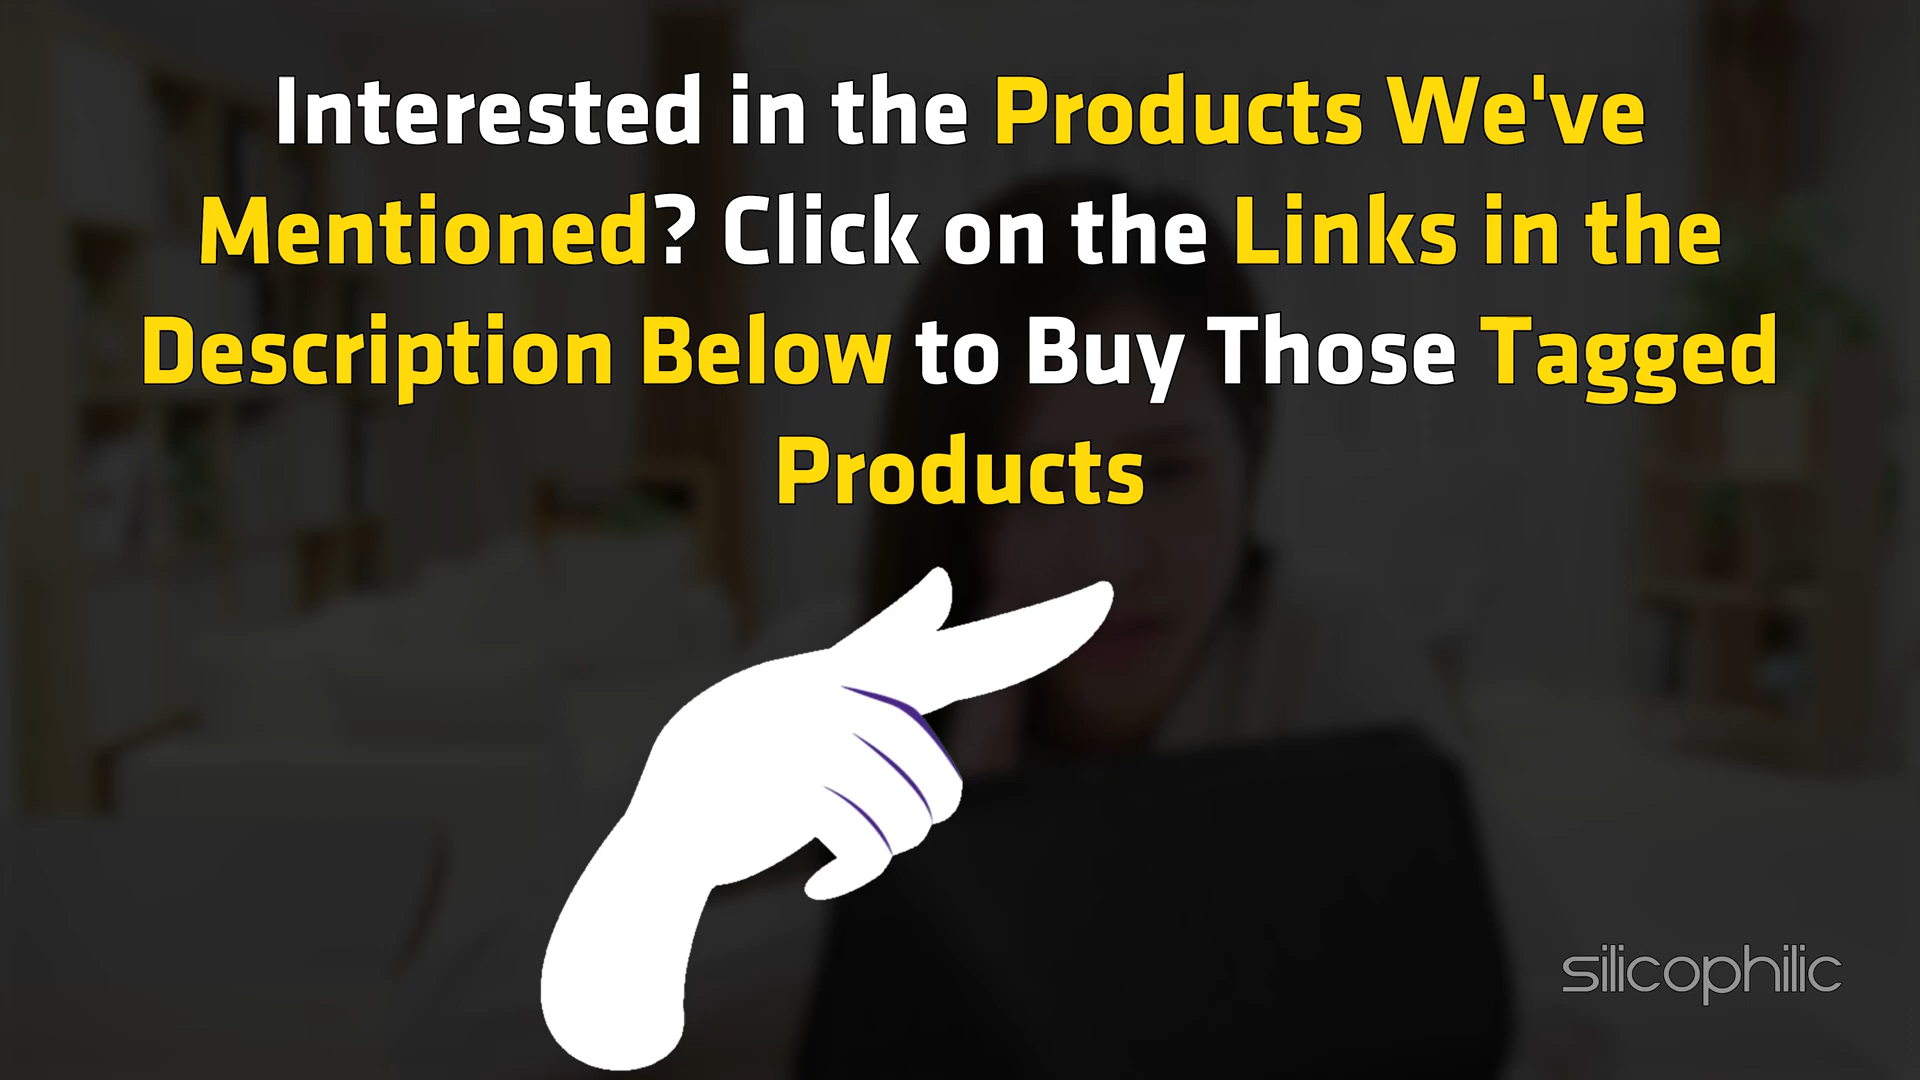 Interested in the Products We've
Mentioned? Click on the Links in the
Description Below to Buy Those Tagged
Products
silicophilic